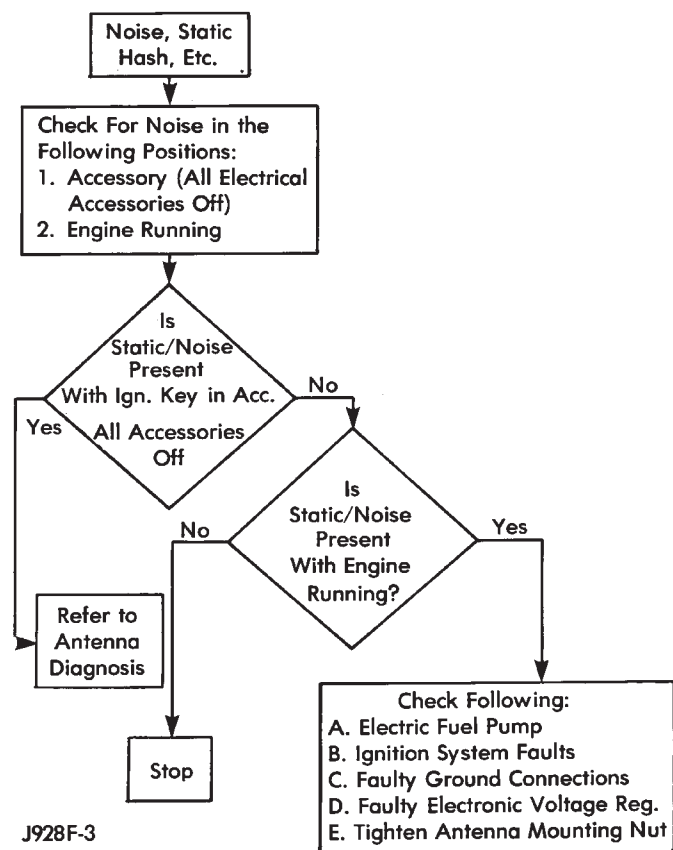 Noise, Static
Hash, Etc.
Check For Noise in the
Following Positions:
1. Accessory (All Electrical
Accessories Off)
2. Engine Running
Is
Static/Noise
Present
With Ign. Key in Acc.
All Accessories
Off
Yes
No
Is
Static/Noise
Present
With Engine
Running?
No
Yes
Refer to
Antenna
Diagnosis
Stop
Check Following:
A. Electric Fuel Pump
B. Ignition System Faults
C. Faulty Ground Connections
D. Faulty Electronic Voltage Reg.
E. Tighten Antenna Mounting Nut
J928F-3